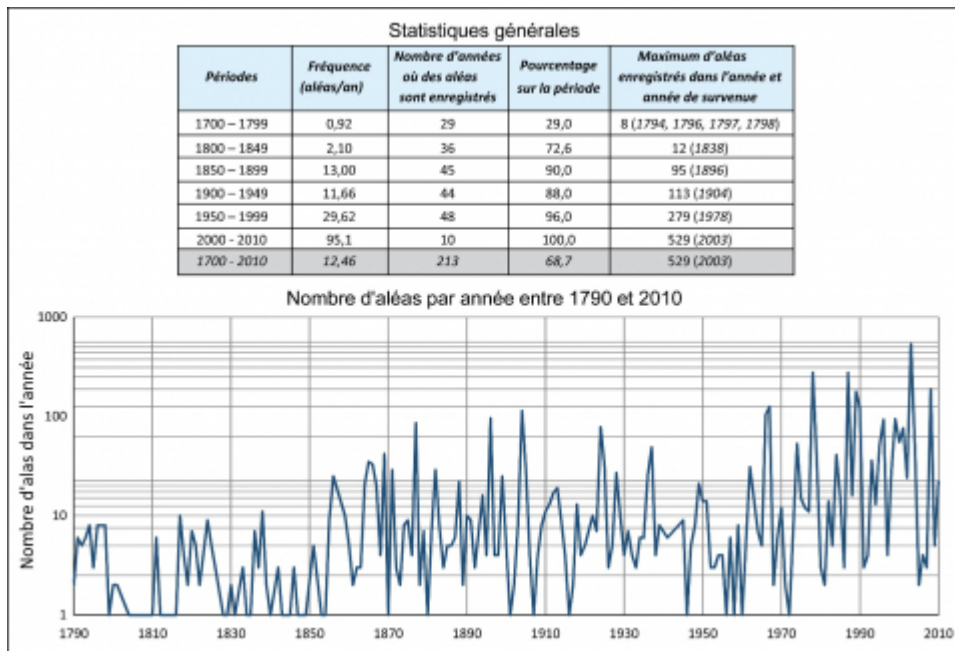 Statistiques générales
Périodes Fréquence (aléas/an) Nombre d'années où des aléas sont enregistrés Pourcentage sur la période Maximum d'aléas enregistrés dans l'année et année de survenue
1700 – 1799 0,92 29 29,0 8 (1794, 1796, 1797, 1798)
1800 – 1849 2,10 36 72,6 12 (1838)
1850 – 1899 13,00 45 90,0 95 (1896)
1900 – 1949 11,66 44 88,0 113 (1904)
1950 – 1999 29,62 48 96,0 279 (1978)
2000 - 2010 95,1 10 100,0 529 (2003)
1700 - 2010 12,46 213 68,7 529 (2003)
Nombre d'aléas par année entre 1790 et 2010
Nombre d'alas dans l'année
1000
100
10
1
1790 1810 1830 1850 1870 1890 1910 1930 1950 1970 1990 2010